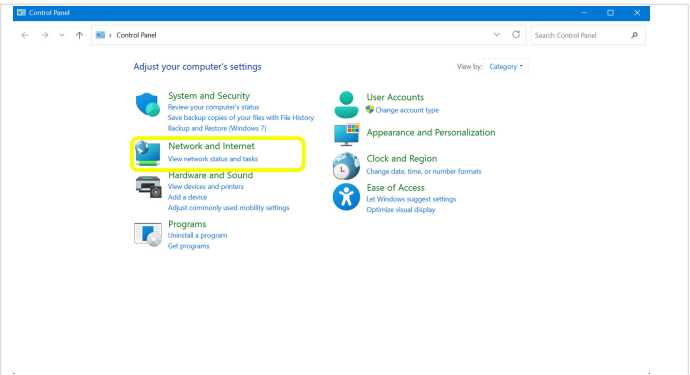 Control Panel
Control Panel
Search Control Panel
Adjust your computer's settings
View by: Category
System and Security
Review your computer's status
Save backup copies of your files with File History
Backup and Restore (Windows 7)
Network and Internet
View network status and tasks
Hardware and Sound
View devices and printers
Add a device
Adjust commonly used mobility settings
Programs
Uninstall a program
Get programs
User Accounts
Change account type
Appearance and Personalization
Clock and Region
Change date, time, or number formats
Ease of Access
Let Windows suggest settings
Optimize visual display